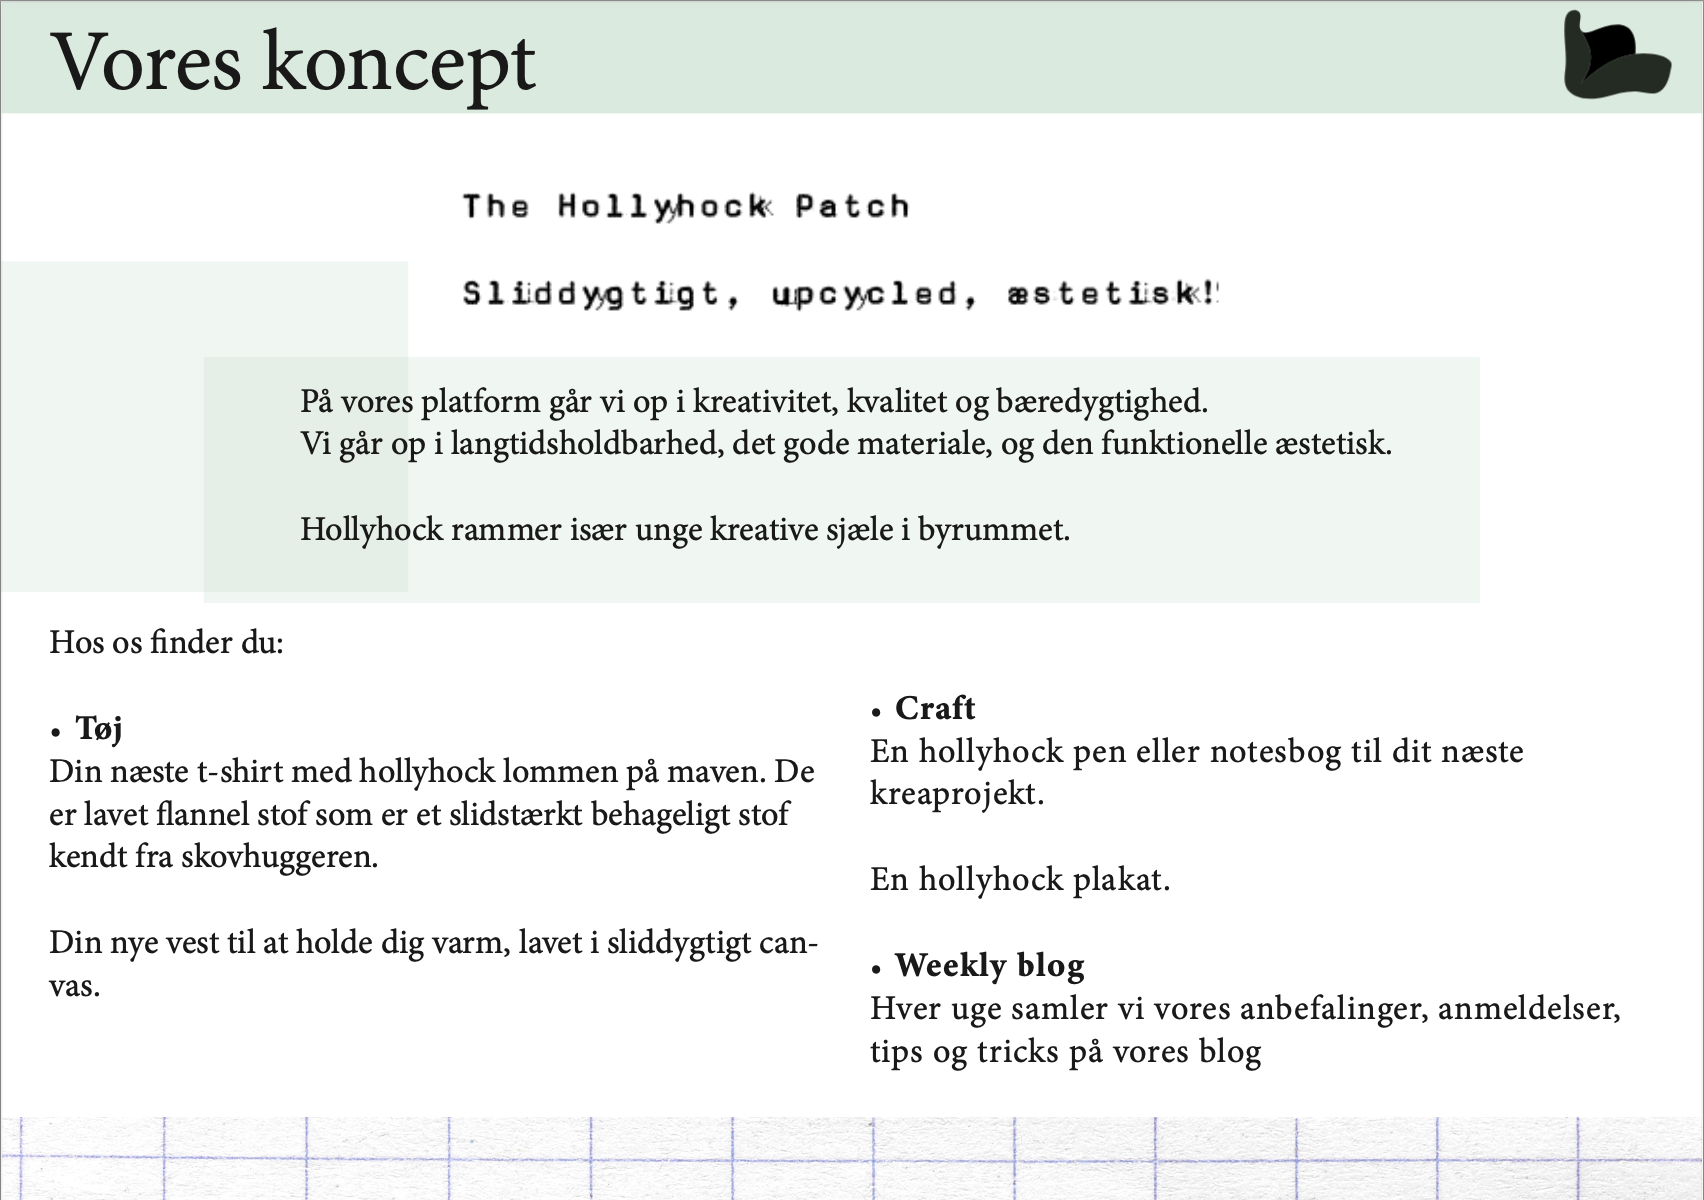 Vores koncept
The Hollyhock Patch
Sliddygtigt, upcycled, æstetisk!
På vores platform går vi op i kreativitet, kvalitet og bæredygtighed.
Vi går op i langtidsholdbarhed, det gode materiale, og den funktionelle æstetisk.
Hollyhock rammer især unge kreative sjæle i byrummet.
Hos os finder du:
• Tøj
Din næste t-shirt med hollyhock lommen på maven. De
er lavet flannel stof som er et slidstærkt behageligt stof
kendt fra skovhuggeren.
Din nye vest til at holde dig varm, lavet i sliddygtigt can-
vas.
• Craft
En hollyhock pen eller notesbog til dit næste
kreaprojekt.
En hollyhock plakat.
• Weekly blog
Hver uge samler vi vores anbefalinger, anmeldelser,
tips og tricks på vores blog